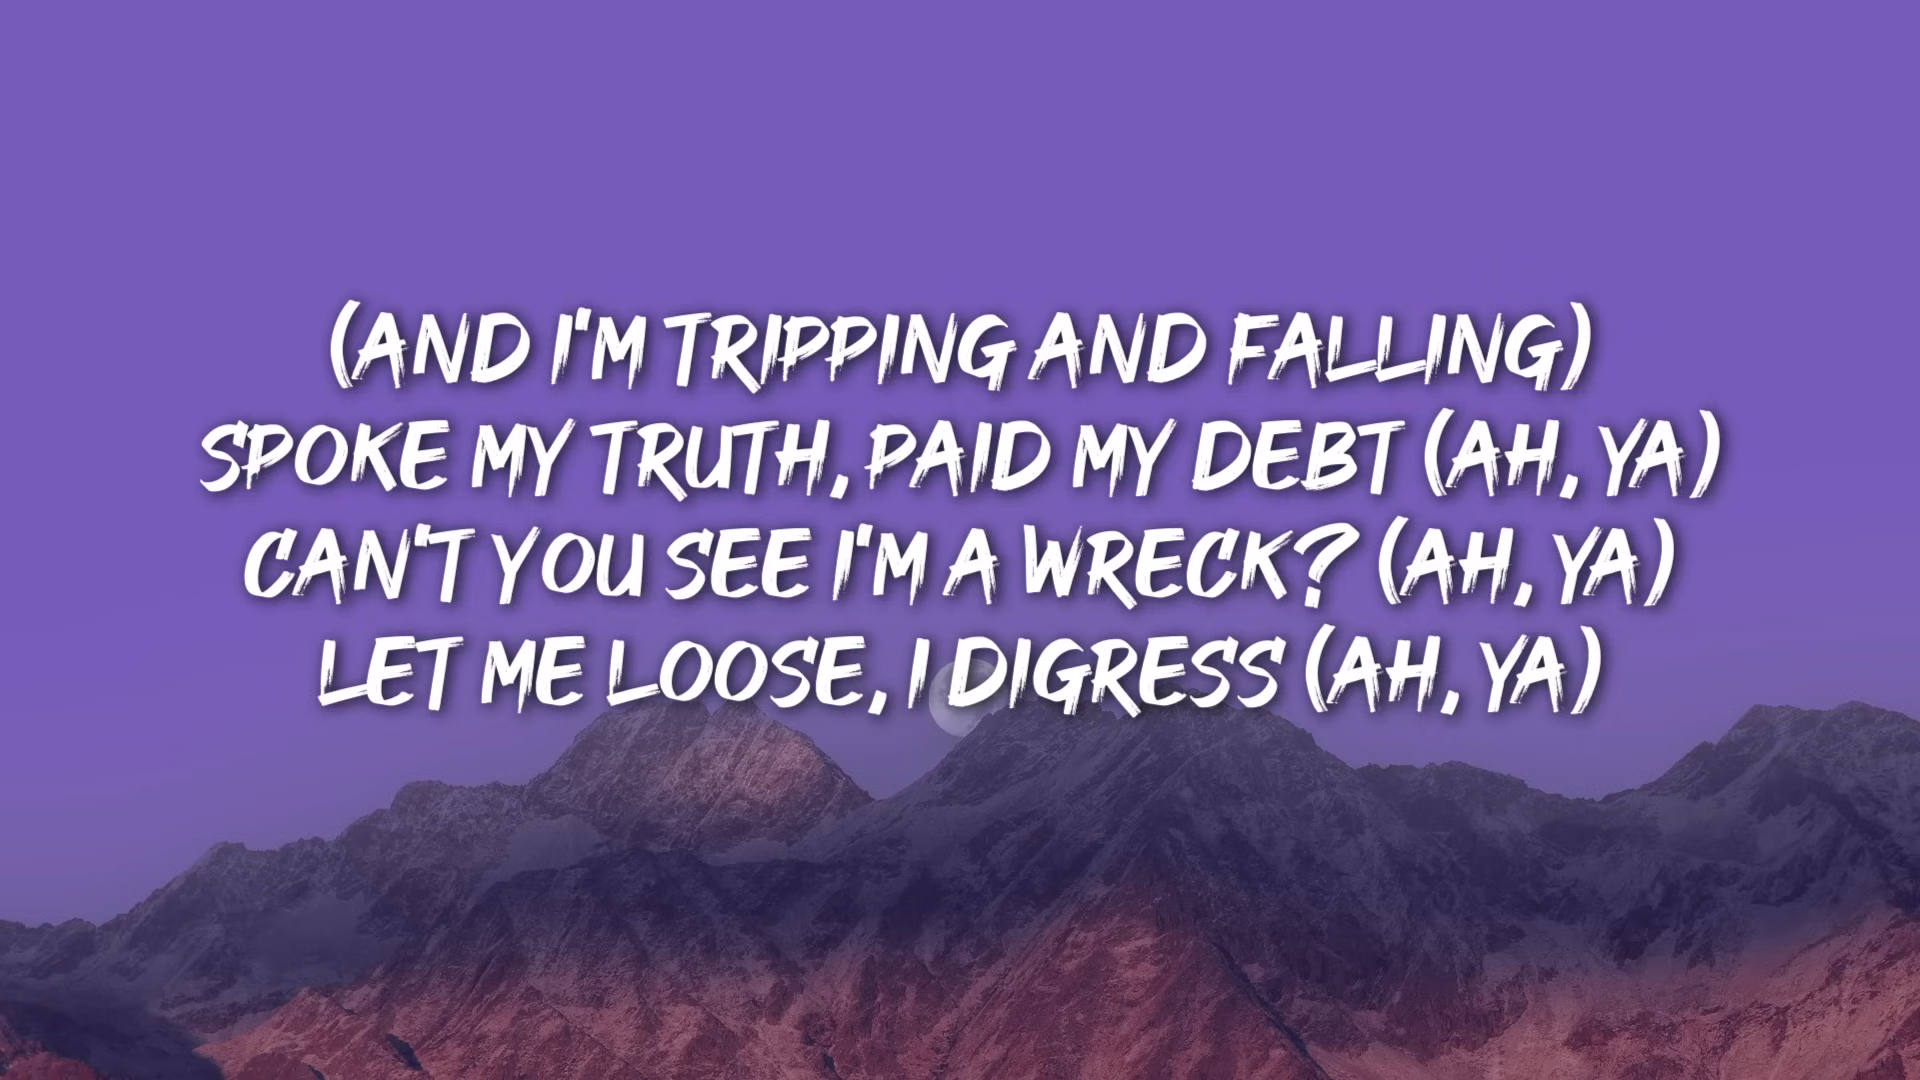 (AND I'M TRIPPING AND FALLING)
SPOKE MY TRUTH, PAID MY DEBT (AH, YA)
CAN'T YOU SEE I'M A WRECK? (AH, YA)
LET ME LOOSE, I DIGRESS (AH, YA)